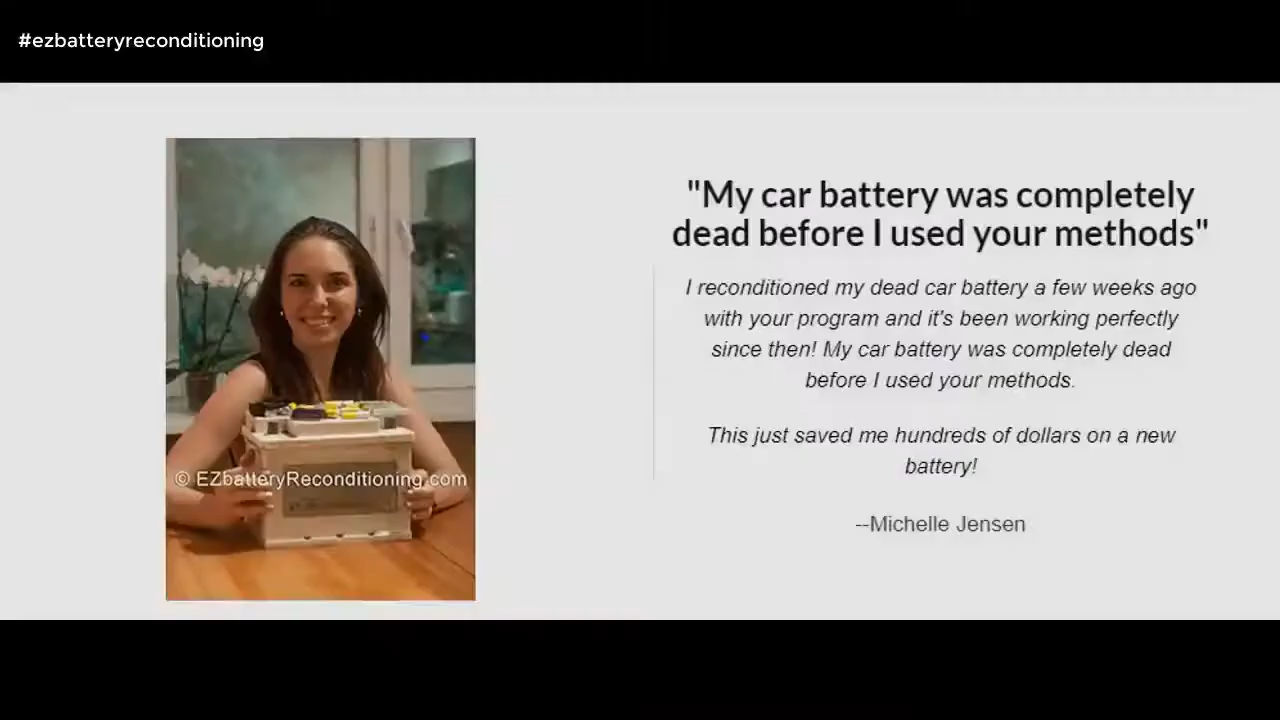 #ezbatteryreconditioning
"My car battery was completely
dead before I used your methods"
I reconditioned my dead car battery a few weeks ago
with your program and it's been working perfectly
since then! My car battery was completely dead
before I used your methods.
This just saved me hundreds of dollars on a new
battery!
--Michelle Jensen
© EZbatteryReconditioning.com